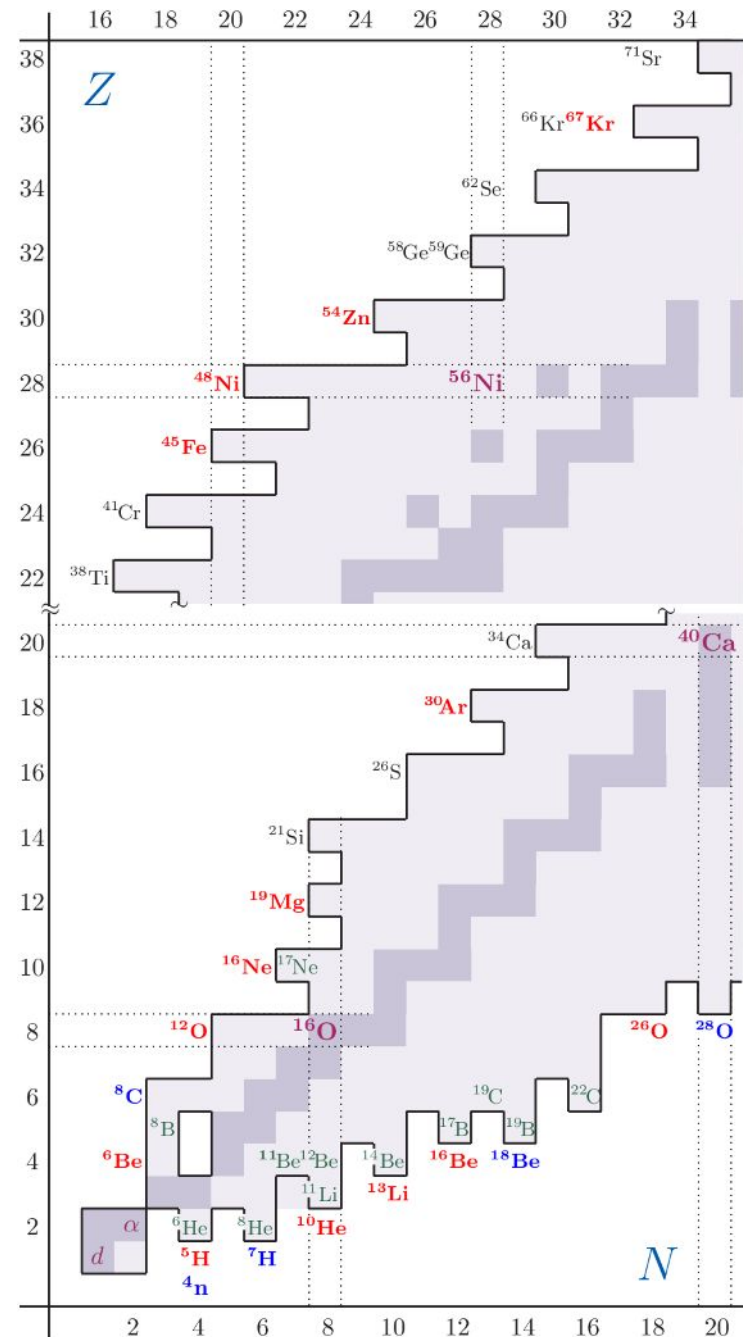 16 18 20 22 24 26 28 30 32 34
38 ⁷¹Sr
Z
36 ⁶⁶Kr ⁶⁷Kr
34 ⁶²Se
32 ⁵⁸Ge ⁵⁹Ge
30 ⁵⁴Zn
28 ⁴⁸Ni ⁵⁶Ni
26 ⁴⁵Fe
24 ⁴¹Cr
22 ³⁸Ti
20 ³⁴Ca ⁴⁰Ca
18 ³⁰Ar
16 ²⁶S
14 ²¹Si
12 ¹⁹Mg
10 ¹⁶Ne ¹⁷Ne
8 ¹²O ¹⁶O ²⁶O ²⁸O
6 ⁸C ¹⁹C ²²C
⁸B ¹⁷B ¹⁹B
4 ⁶Be ¹¹Be ¹²Be ¹⁴Be ¹⁶Be ¹⁸Be
¹¹Li ¹³Li
2 α ⁶He ⁸He ¹⁰He
d ⁵H ⁷H
⁴n
N
2 4 6 8 10 12 14 16 18 20